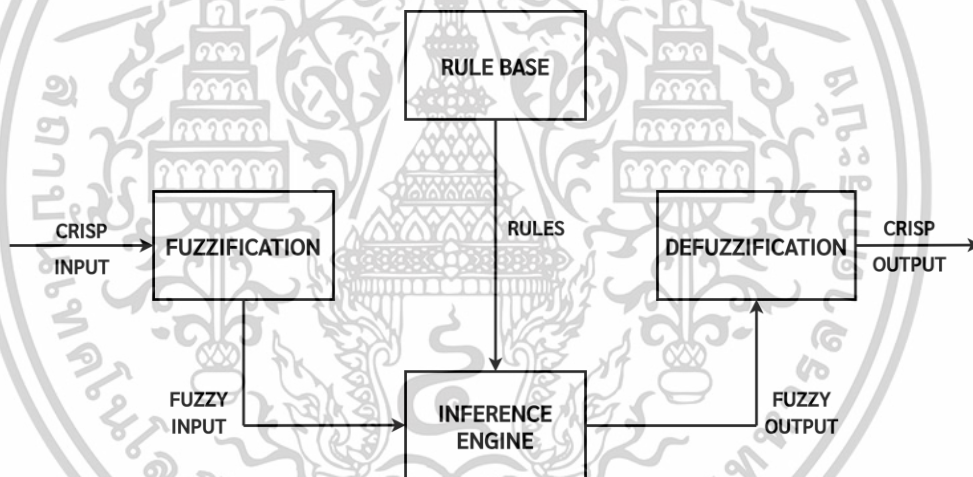 RULE BASE
RULES
CRISP
INPUT
FUZZIFICATION
DEFUZZIFICATION
CRISP
OUTPUT
FUZZY
INPUT
INFERENCE
ENGINE
FUZZY
OUTPUT